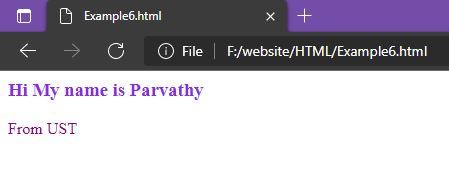 Example6.html
File F:/website/HTML/Example6.html
Hi My name is Parvathy
From UST